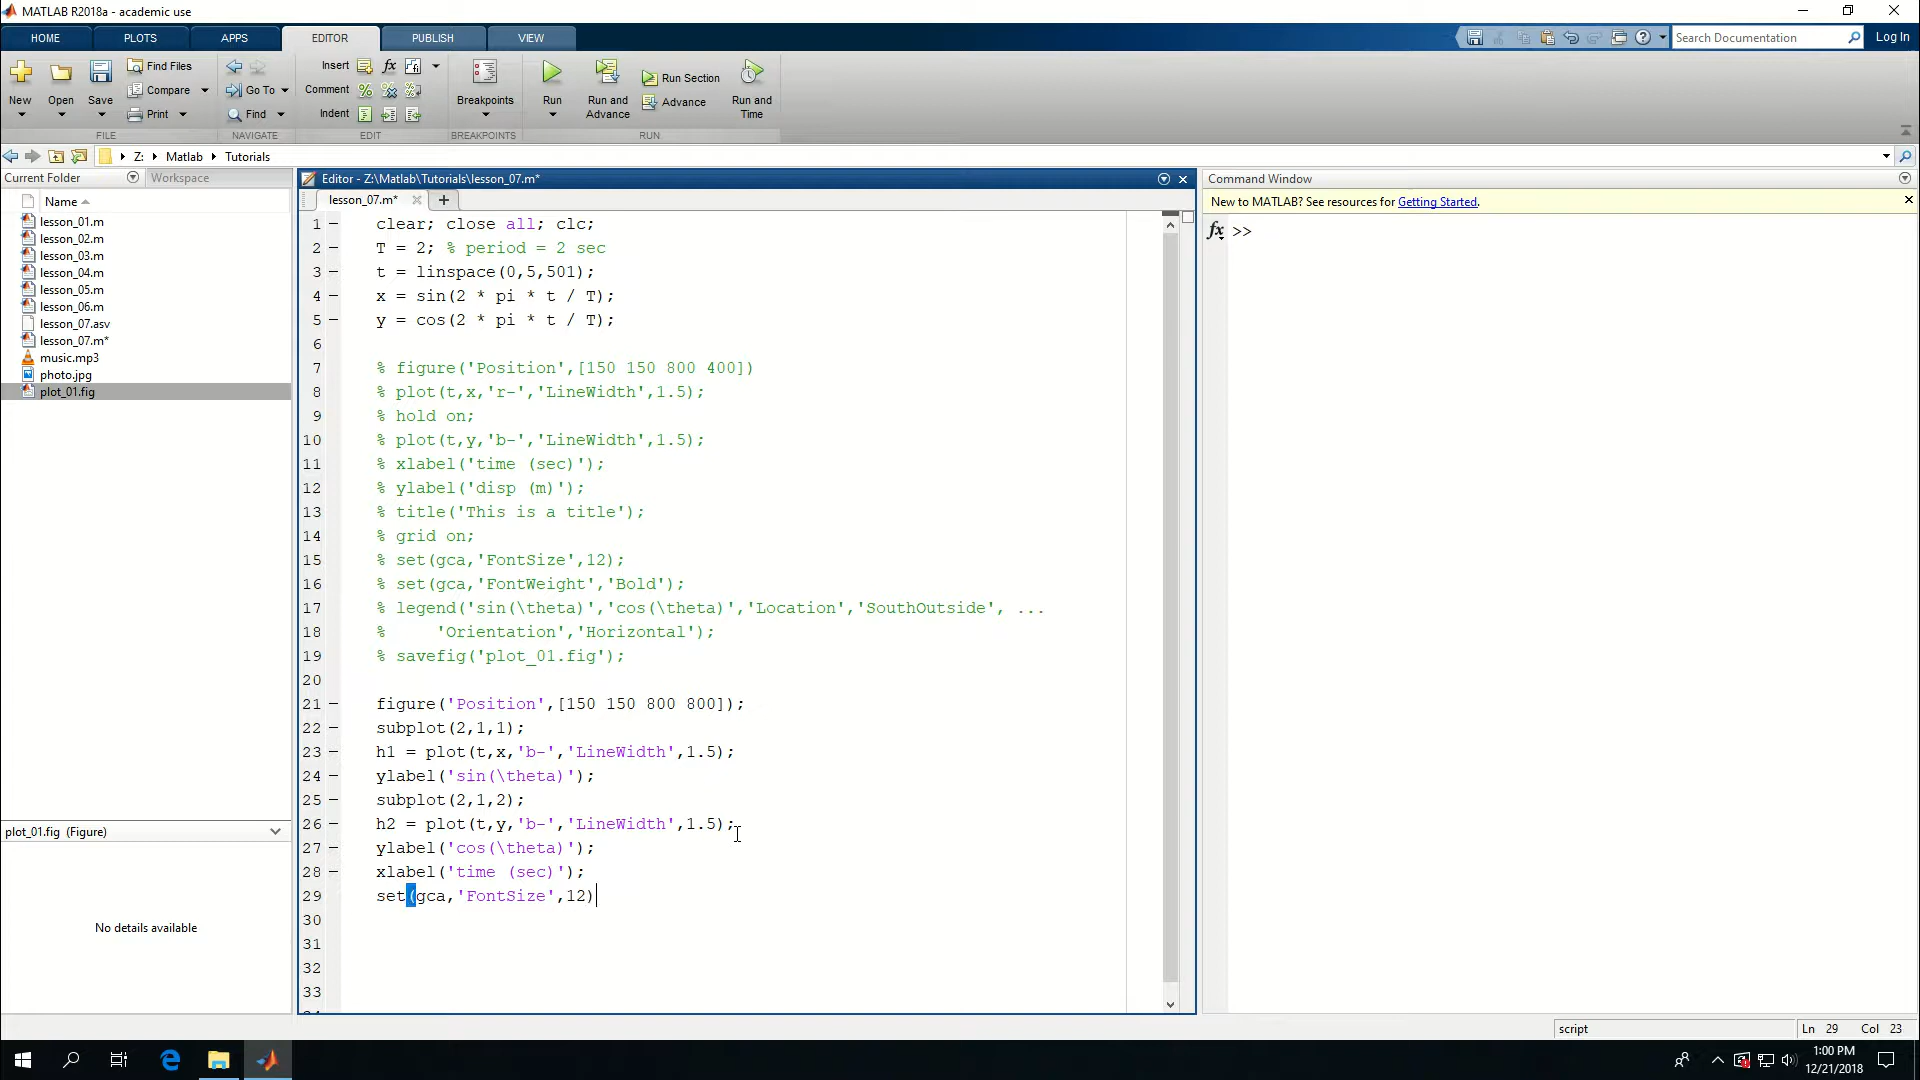 MATLAB R2018a - academic use
HOME PLOTS APPS EDITOR PUBLISH VIEW
Search Documentation
Log In
New
Open
Save
Find Files
Compare
Print
FILE
Go To
Find
NAVIGATE
Insert fx
Comment
Indent
EDIT
Breakpoints
BREAKPOINTS
Run
Run and Advance
Run Section
Advance
Run and Time
RUN
Z: Matlab Tutorials
Current Folder
Workspace
Name
lesson_01.m
lesson_02.m
lesson_03.m
lesson_04.m
lesson_05.m
lesson_06.m
lesson_07.asv
lesson_07.m*
music.mp3
photo.jpg
plot_01.fig
plot_01.fig (Figure)
No details available
Editor - Z:\Matlab\Tutorials\lesson_07.m*
lesson_07.m*
1 clear; close all; clc;
2 T = 2; % period = 2 sec
3 t = linspace(0,5,501);
4 x = sin(2 * pi * t / T);
5 y = cos(2 * pi * t / T);
6
7 % figure('Position',[150 150 800 400])
8 % plot(t,x,'r-','LineWidth',1.5);
9 % hold on;
10 % plot(t,y,'b-','LineWidth',1.5);
11 % xlabel('time (sec)');
12 % ylabel('disp (m)');
13 % title('This is a title');
14 % grid on;
15 % set(gca,'FontSize',12);
16 % set(gca,'FontWeight','Bold');
17 % legend('sin(\theta)','cos(\theta)','Location','SouthOutside', ...
18 % 'Orientation','Horizontal');
19 % savefig('plot_01.fig');
20
21 figure('Position',[150 150 800 800]);
22 subplot(2,1,1);
23 h1 = plot(t,x,'b-','LineWidth',1.5);
24 ylabel('sin(\theta)');
25 subplot(2,1,2);
26 h2 = plot(t,y,'b-','LineWidth',1.5);
27 ylabel('cos(\theta)');
28 xlabel('time (sec)');
29 set(gca,'FontSize',12)
30
31
32
33
Command Window
New to MATLAB? See resources for Getting Started.
fx >>
script
Ln 29 Col 23
1:00 PM
12/21/2018